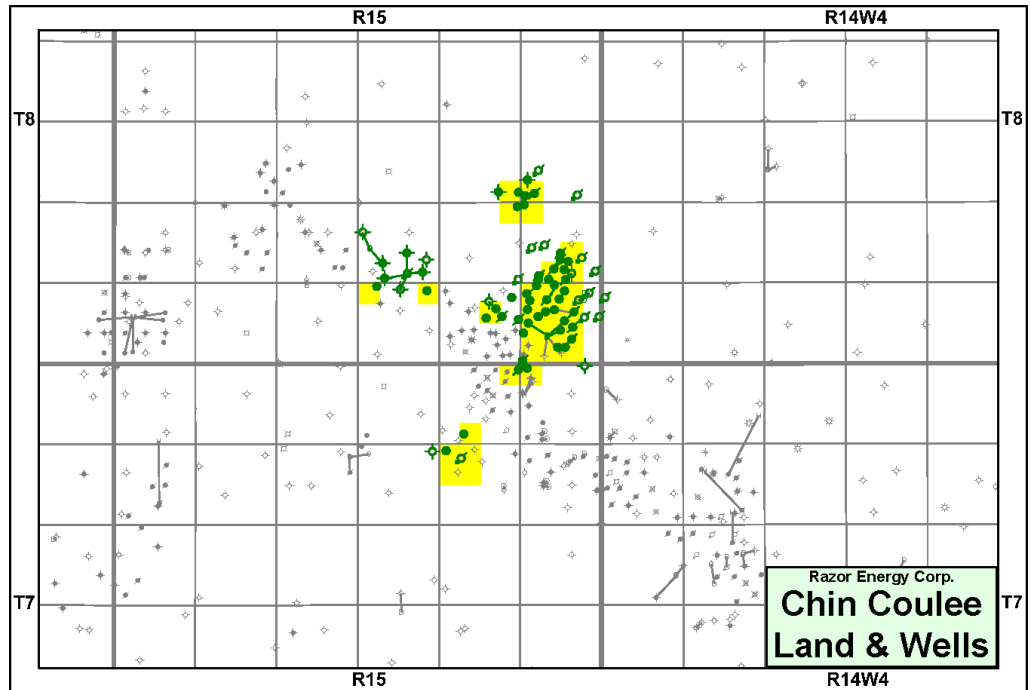 R15 R14W4
T8 T8
T7 T7
Razor Energy Corp.
Chin Coulee
Land & Wells
R15 R14W4